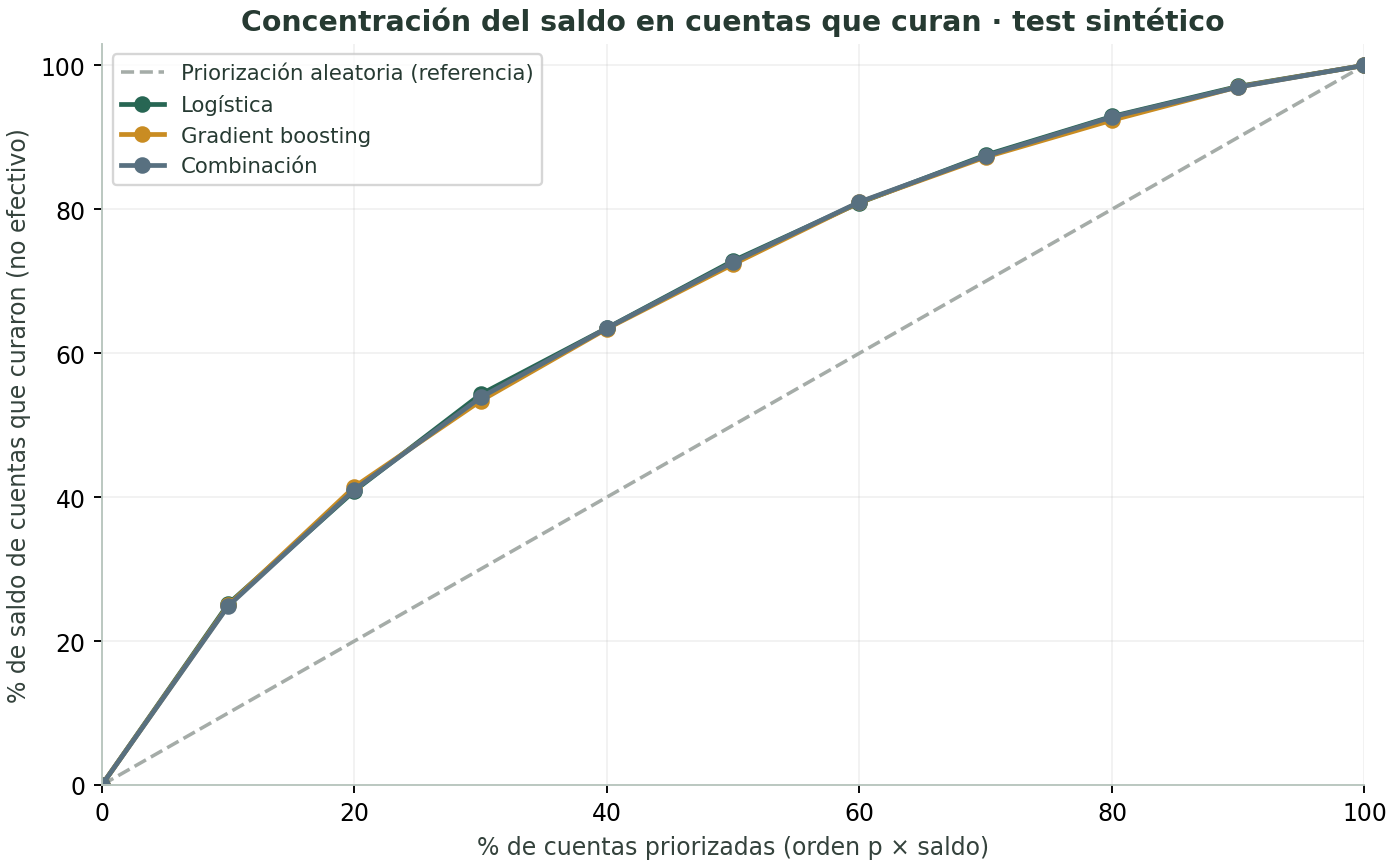 Concentración del saldo en cuentas que curan · test sintético
Priorización aleatoria (referencia)
Logística
Gradient boosting
Combinación
% de saldo de cuentas que curaron (no efectivo)
100
80
60
40
20
0
0
20
40
60
80
100
% de cuentas priorizadas (orden p × saldo)